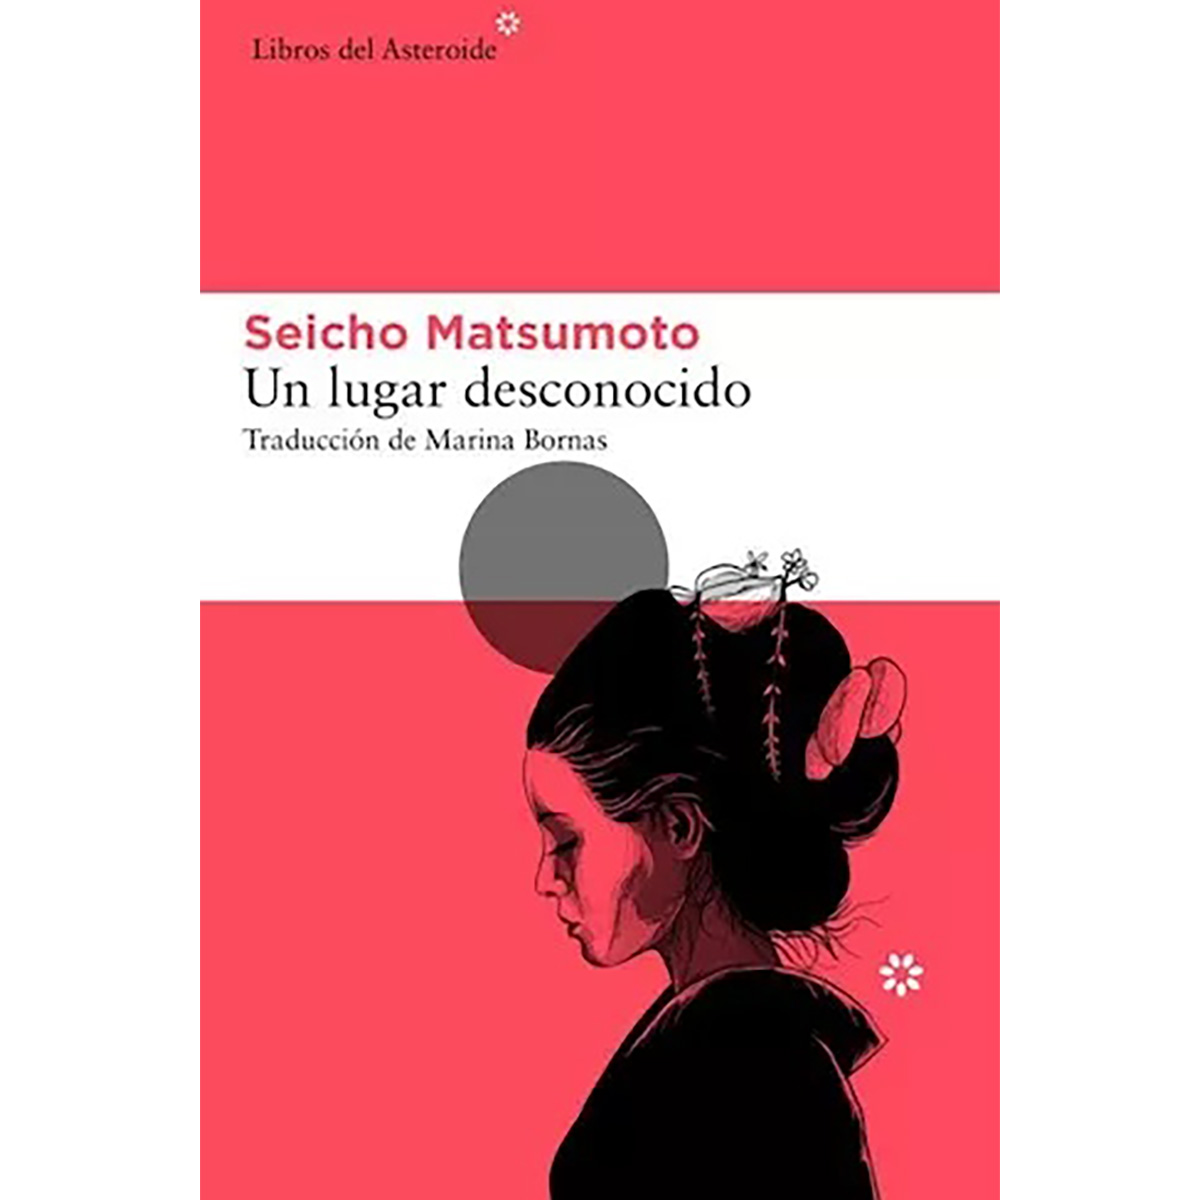 Libros del Asteroide
Seicho Matsumoto
Un lugar desconocido
Traducción de Marina Bornas